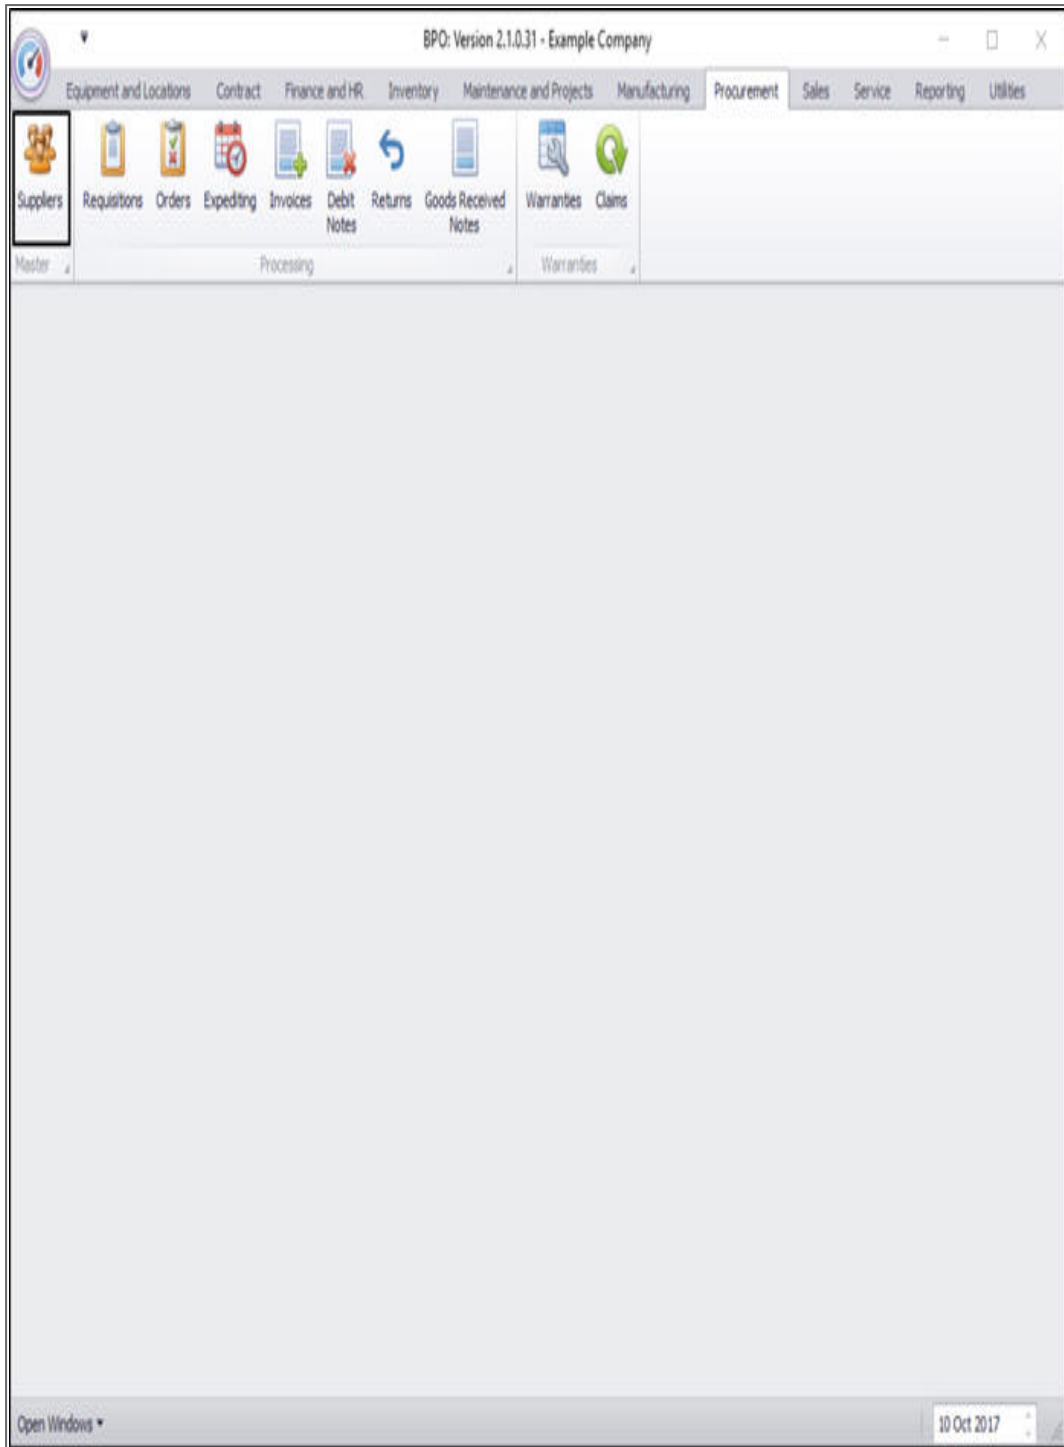 BPO: Version 2.1.0.31 - Example Company
Equipment and Locations Contract Finance and HR Inventory Maintenance and Projects Manufacturing Procurement Sales Service Reporting Utilities
Suppliers Requisitions Orders Expediting Invoices Debit Notes Returns Goods Received Notes Warranties Claims
Master Processing Warranties
Open Windows 10 Oct 2017